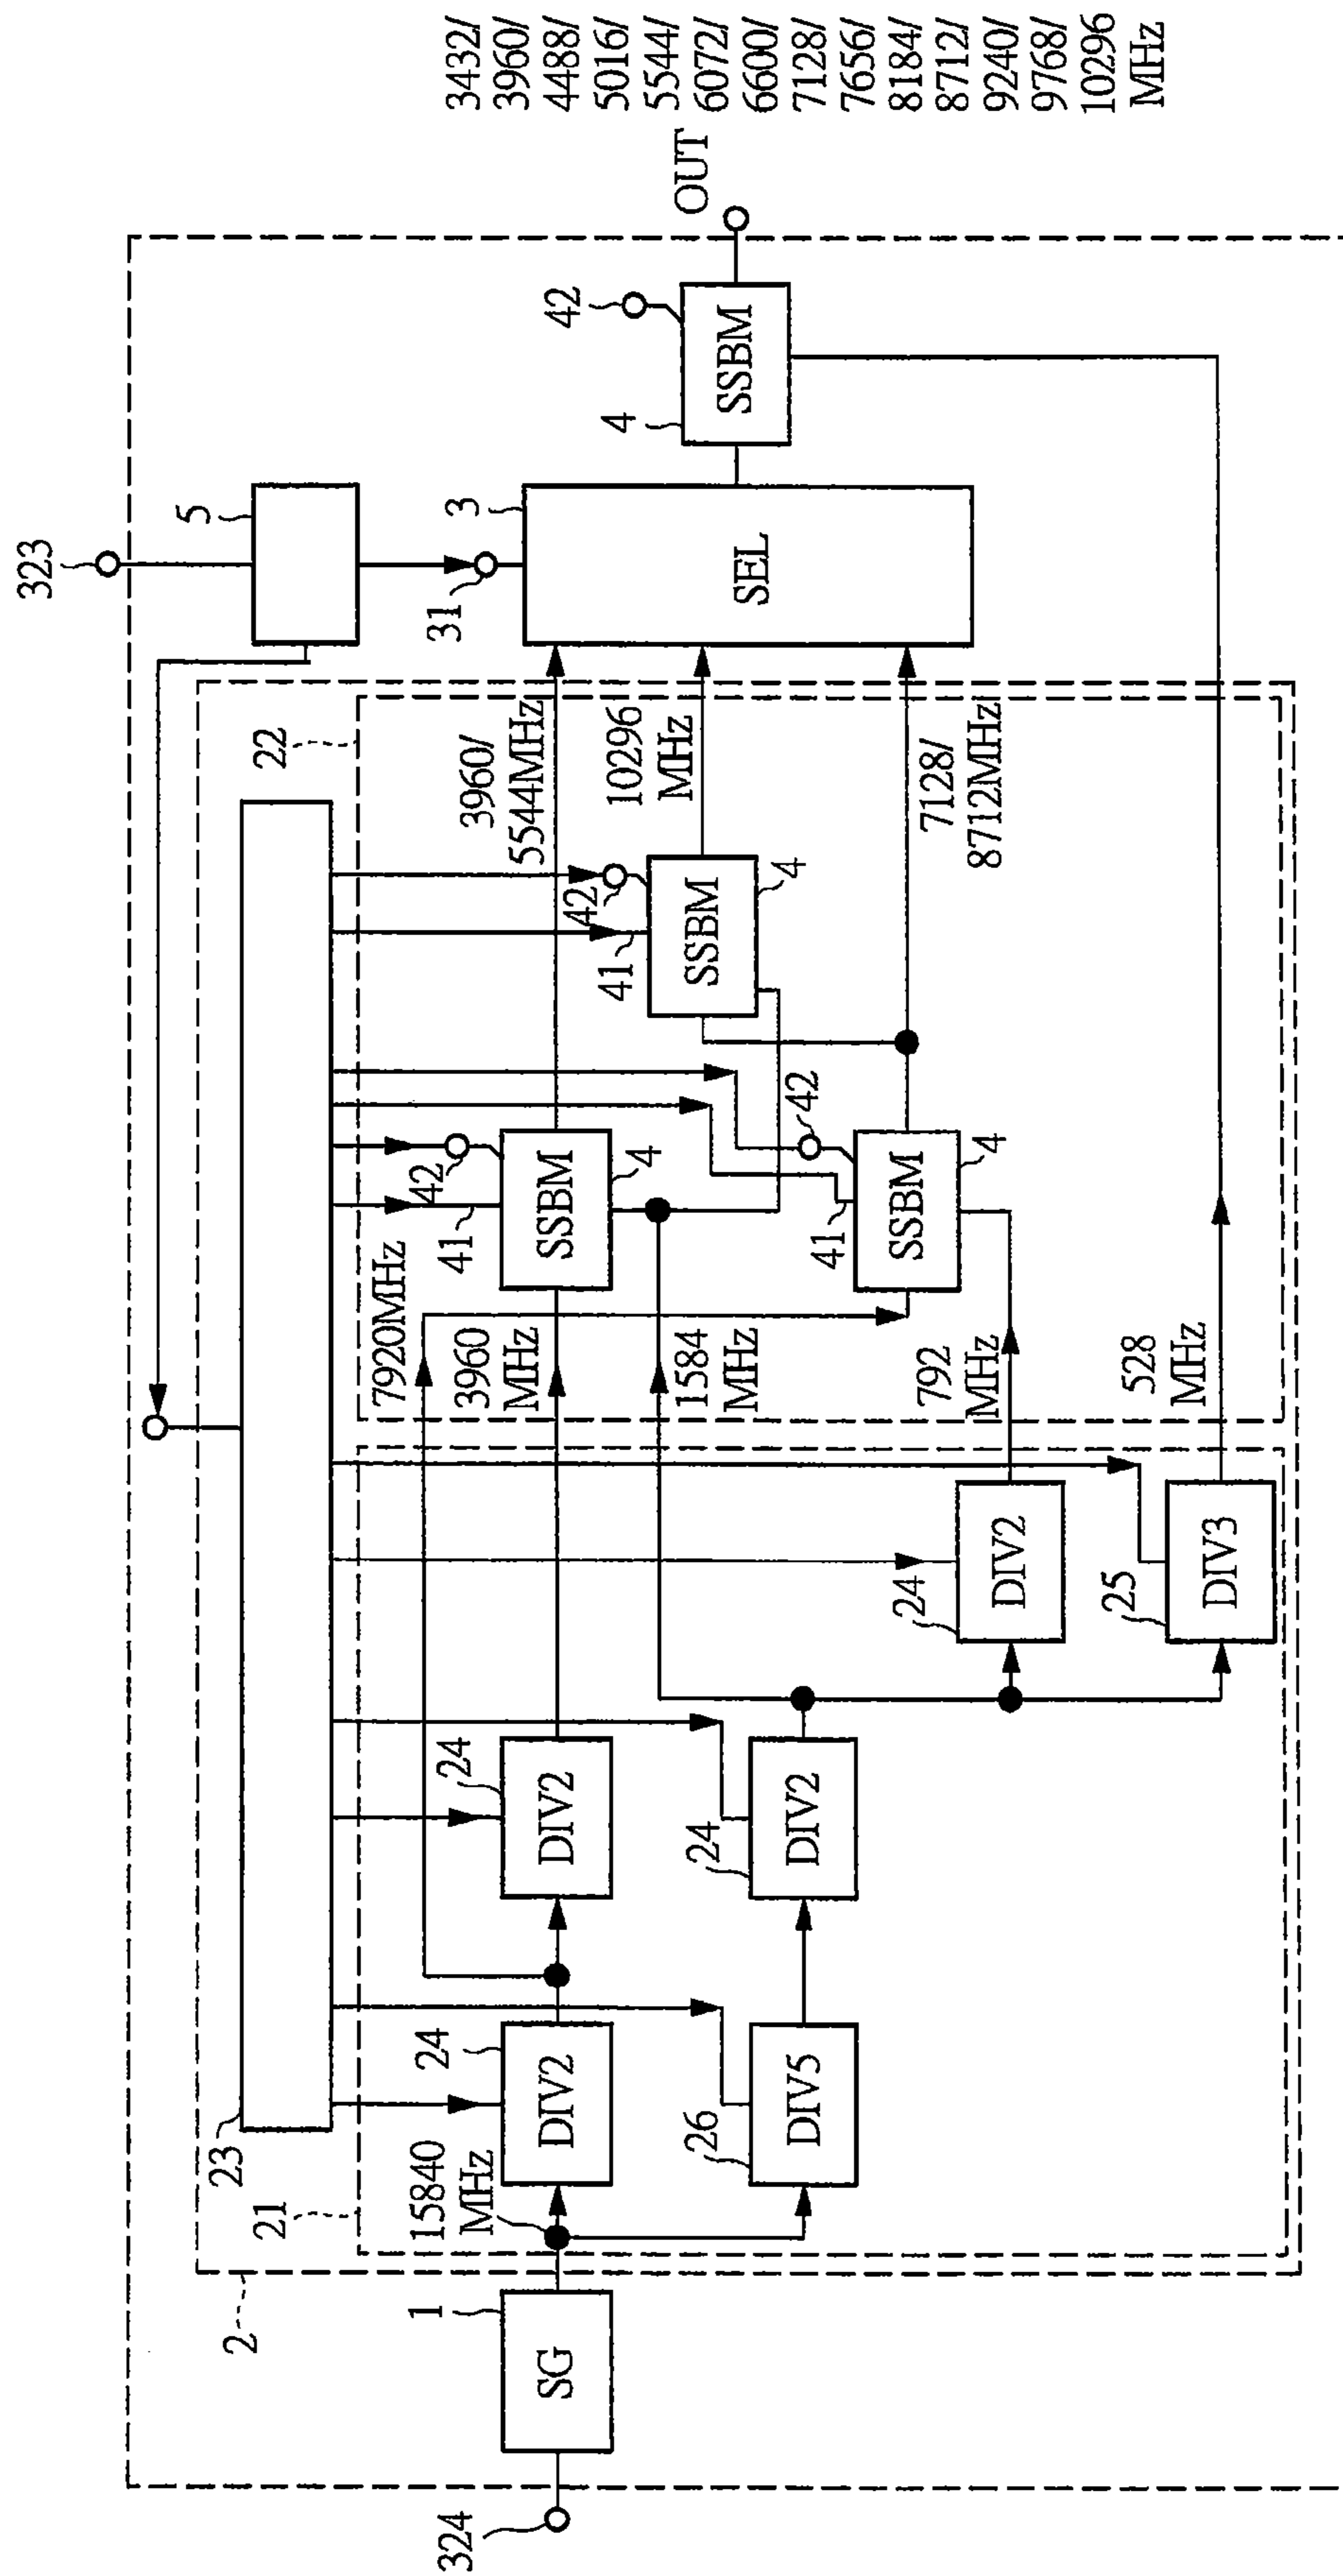 3432/
3960/
4488/
5016/
5544/
6072/
6600/
7128/
7656/
8184/
8712/
9240/
9768/
10296
MHz
OUT
323
5
31
3
SEL
42
4
SSBM
22
3960/
5544MHz
10296
MHz
7128/
8712MHz
42
41
SSBM
4
42
41
SSBM
4
42
41
SSBM
4
7920MHz
3960
MHz
1584
MHz
792
MHz
528
MHz
24
DIV2
24
DIV2
24
DIV2
24
DIV2
25
DIV3
26
DIV5
23
21
15840
MHz
2
1
SG
324